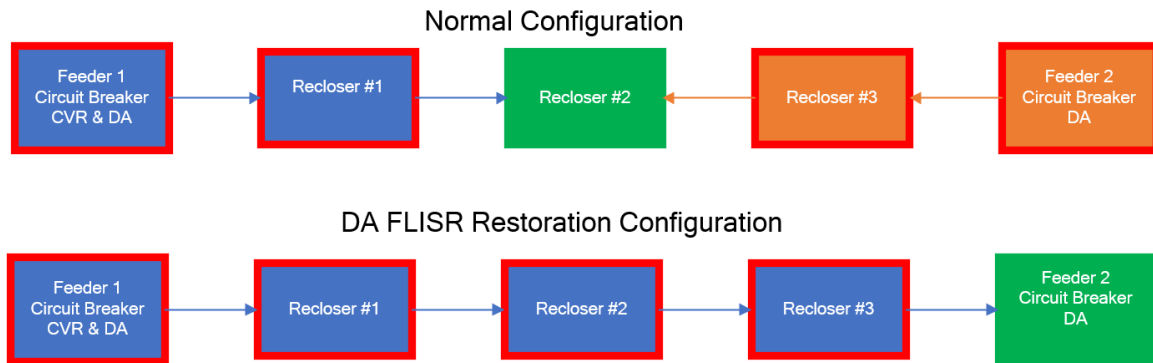 Normal Configuration
Feeder 1
Circuit Breaker
CVR & DA
Recloser #1
Recloser #2
Recloser #3
Feeder 2
Circuit Breaker
DA
DA FLISR Restoration Configuration
Feeder 1
Circuit Breaker
CVR & DA
Recloser #1
Recloser #2
Recloser #3
Feeder 2
Circuit Breaker
DA